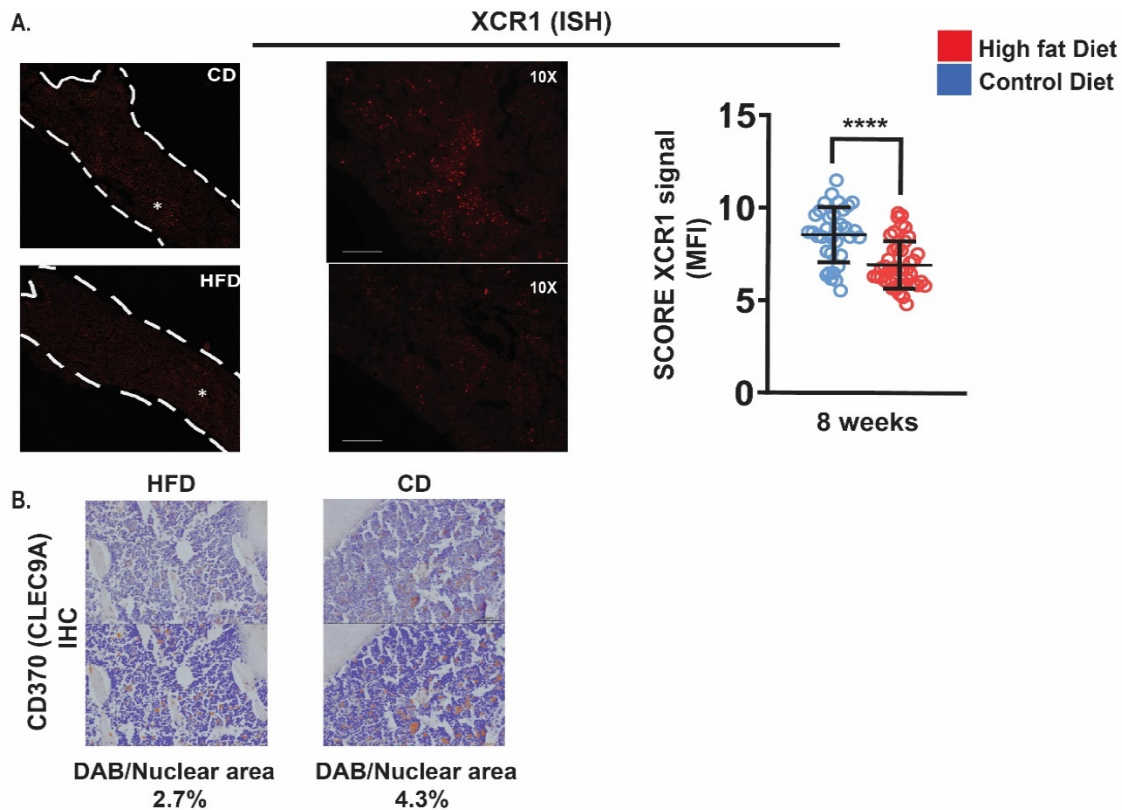 A.
XCR1 (ISH)
High fat Diet
Control Diet
CD
*
10X
HFD
*
10X
SCORE XCR1 signal
(MFI)
15
10
5
0
****
8 weeks
B.
HFD
CD
CD370 (CLEC9A)
IHC
DAB/Nuclear area
2.7%
DAB/Nuclear area
4.3%